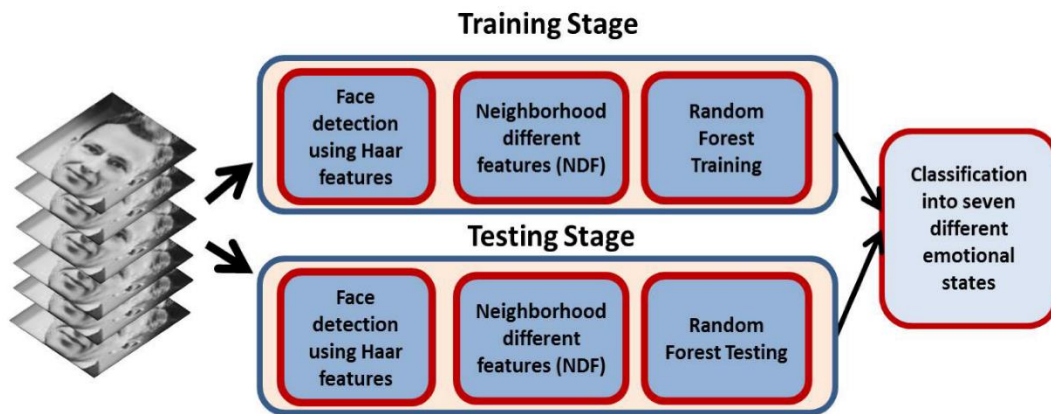 Training Stage
Face
detection
using Haar
features
Neighborhood
different
features (NDF)
Random
Forest
Training
Testing Stage
Face
detection
using Haar
features
Neighborhood
different
features (NDF)
Random
Forest Testing
Classification
into seven
different
emotional
states